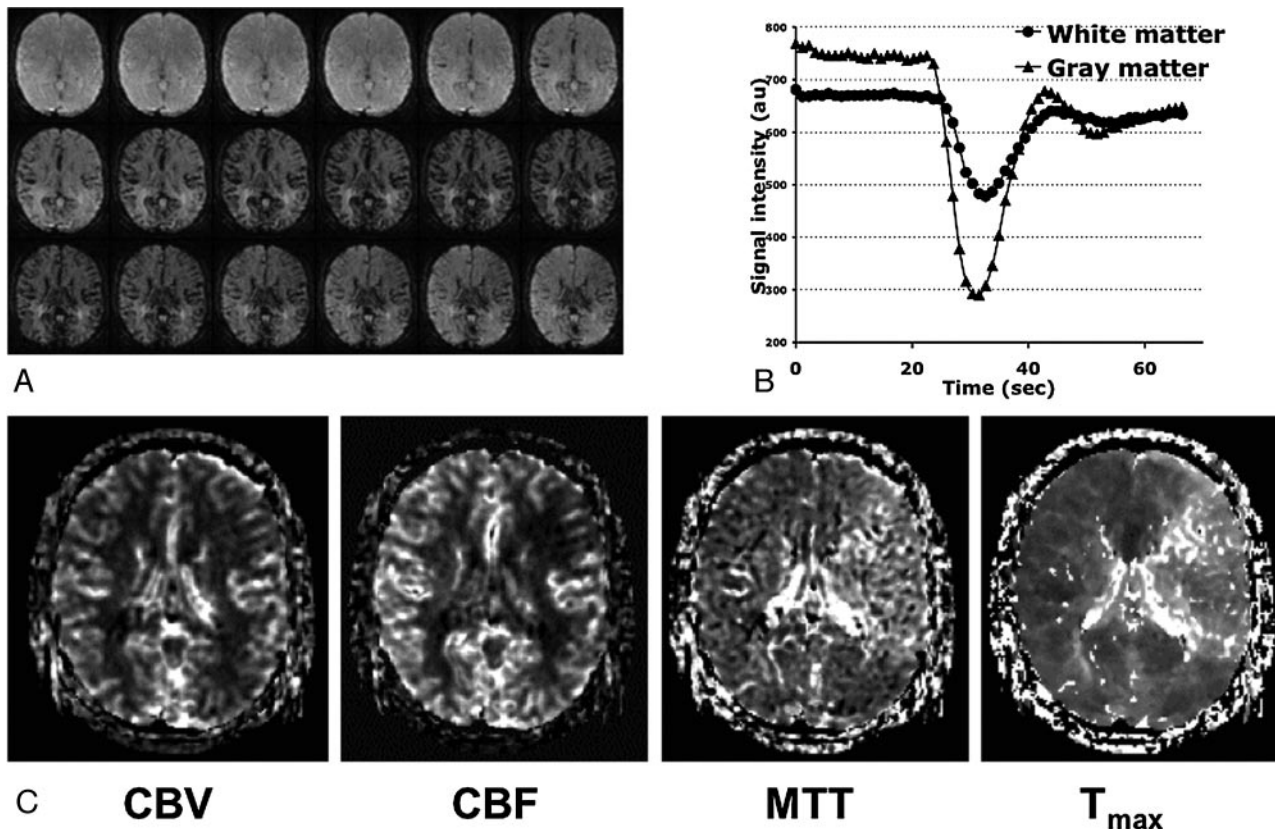 A
800
700
600
500
400
300
200
Signal intensity (au)
White matter
Gray matter
0
20
40
60
Time (sec)
B
C
CBV
CBF
MTT
Tmax